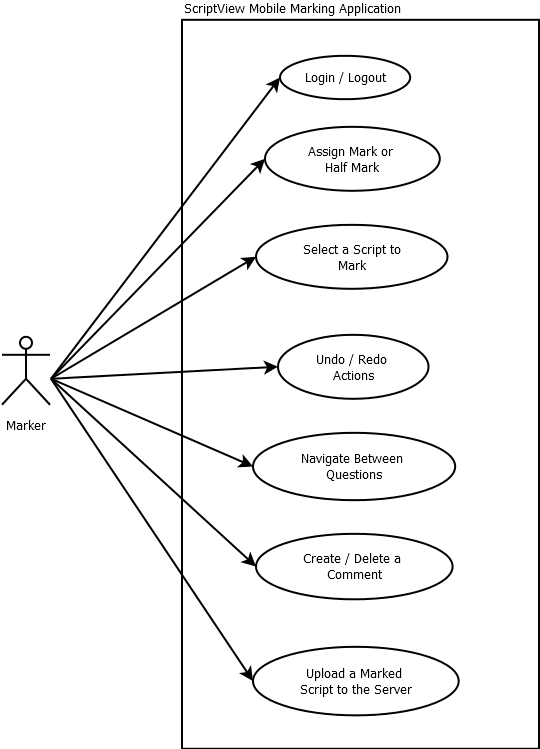 ScriptView Mobile Marking Application
Login / Logout
Assign Mark or
Half Mark
Select a Script to
Mark
Undo / Redo
Actions
Marker
Navigate Between
Questions
Create / Delete a
Comment
Upload a Marked
Script to the Server